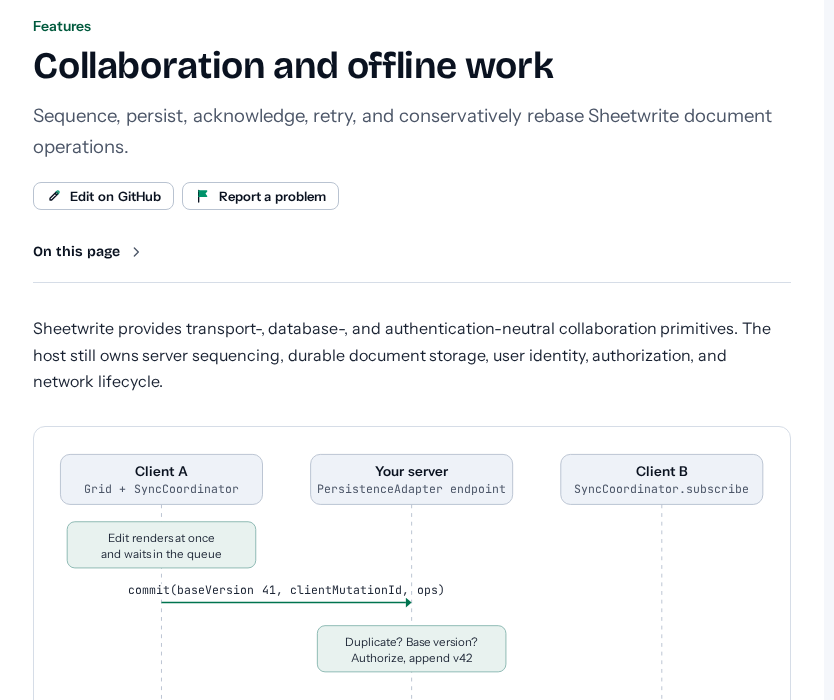 Features
Collaboration and offline work
Sequence, persist, acknowledge, retry, and conservatively rebase Sheetwrite document
operations.
Edit on GitHub
Report a problem
On this page
Sheetwrite provides transport-, database-, and authentication-neutral collaboration primitives. The
host still owns server sequencing, durable document storage, user identity, authorization, and
network lifecycle.
Client A
Grid + SyncCoordinator
Your server
PersistenceAdapter endpoint
Client B
SyncCoordinator.subscribe
Edit renders at once
and waits in the queue
commit(baseVersion 41, clientMutationId, ops)
Duplicate? Base version?
Authorize, append v42